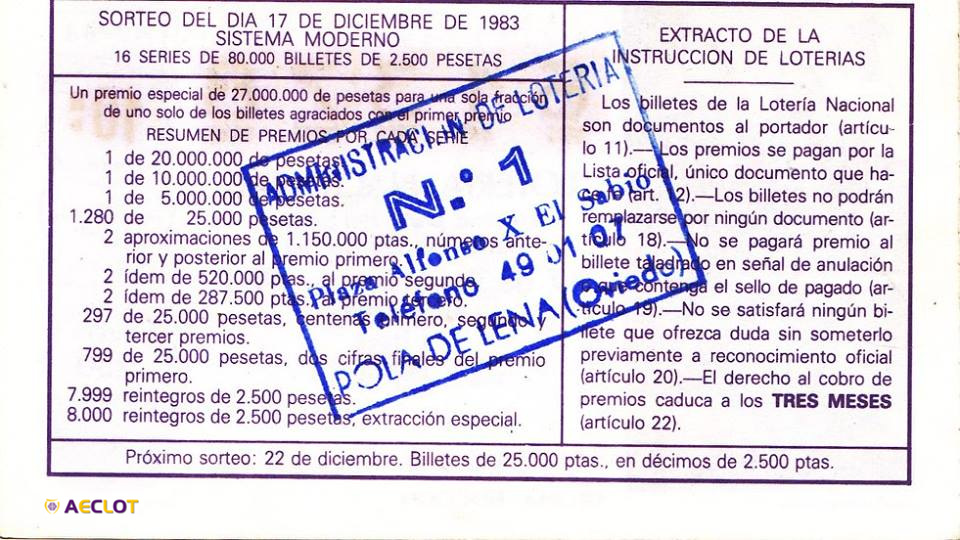 SORTEO DEL DIA 17 DE DICIEMBRE DE 1983
SISTEMA MODERNO
16 SERIES DE 80.000 BILLETES DE 2.500 PESETAS
Un premio especial de 27.000.000 de pesetas para una sola fracción
de uno solo de los billetes agraciados con el primer premio
RESUMEN DE PREMIOS POR CADA SERIE
1 de 20.000.000 de pesetas.
1 de 10.000.000 de pesetas.
1 de 5.000.000 de pesetas.
1.280 de 25.000 pesetas.
2 aproximaciones de 1.150.000 ptas., números ante-
rior y posterior al premio primero.
2 ídem de 520.000 ptas., al premio segundo.
2 ídem de 287.500 ptas., al premio tercero.
297 de 25.000 pesetas, centenas primero, segundo y
tercer premios.
799 de 25.000 pesetas, dos cifras finales del premio
primero.
7.999 reintegros de 2.500 pesetas.
8.000 reintegros de 2.500 pesetas, extracción especial.
EXTRACTO DE LA
INSTRUCCION DE LOTERIAS
Los billetes de la Lotería Nacional
son documentos al portador (artícu-
lo 11).—Los premios se pagan por la
Lista oficial, único documento que ha-
ce fe (art. 12).—Los billetes no podrán
remplazarse por ningún documento (ar-
tículo 18).—No se pagará premio al
billete taladrado en señal de anulación
y que contenga el sello de pagado (ar-
tículo 19).—No se satisfará ningún bi-
llete que ofrezca duda sin someterlo
previamente a reconocimiento oficial
(artículo 20).—El derecho al cobro de
premios caduca a los TRES MESES
(artículo 22).
ADMINISTRACI N DE LOTERIA
N.º 1
Plaza Alfonso X El Sabio
Teléfono 49 01 07
POLA DE LENA (Oviedo)
Próximo sorteo: 22 de diciembre. Billetes de 25.000 ptas., en décimos de 2.500 ptas.
AECLOT